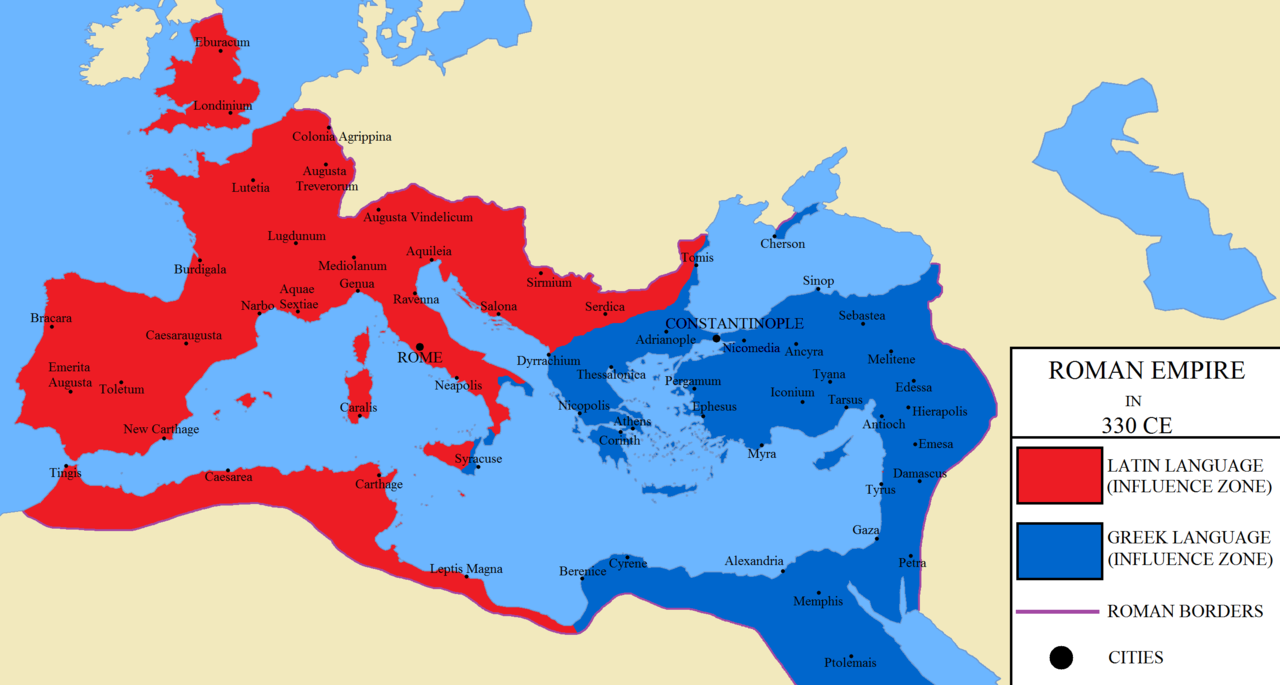 Eburacum
Londinium
Colonia Agrippina
Augusta
Treverorum
Lutetia
Augusta Vindelicum
Lugdunum
Aquileia
Cherson
Tomis
Burdigala
Mediolanum
Genua
Sirmium
Sinop
Aquae
Sextiae
Narbo
Ravenna
Salona
Serdica
Sebastea
Bracara
CONSTANTINOPLE
Caesaraugusta
Adrianople
Nicomedia
Ancyra
ROME
Dyrrachium
Melitene
Emerita
Augusta
Toletum
Neapolis
Thessalonica
Pergamum
Tyana
Edessa
Iconium
Tarsus
Caralis
Nicopolis
Ephesus
Hierapolis
New Carthage
Athens
Corinth
Antioch
Myra
Emesa
Syracuse
Tingis
Caesarea
Carthage
Damascus
Tyrus
Gaza
Leptis Magna
Berenice
Cyrene
Alexandria
Petra
Memphis
Ptolemais
ROMAN EMPIRE
IN
330 CE
LATIN LANGUAGE
(INFLUENCE ZONE)
GREEK LANGUAGE
(INFLUENCE ZONE)
ROMAN BORDERS
CITIES